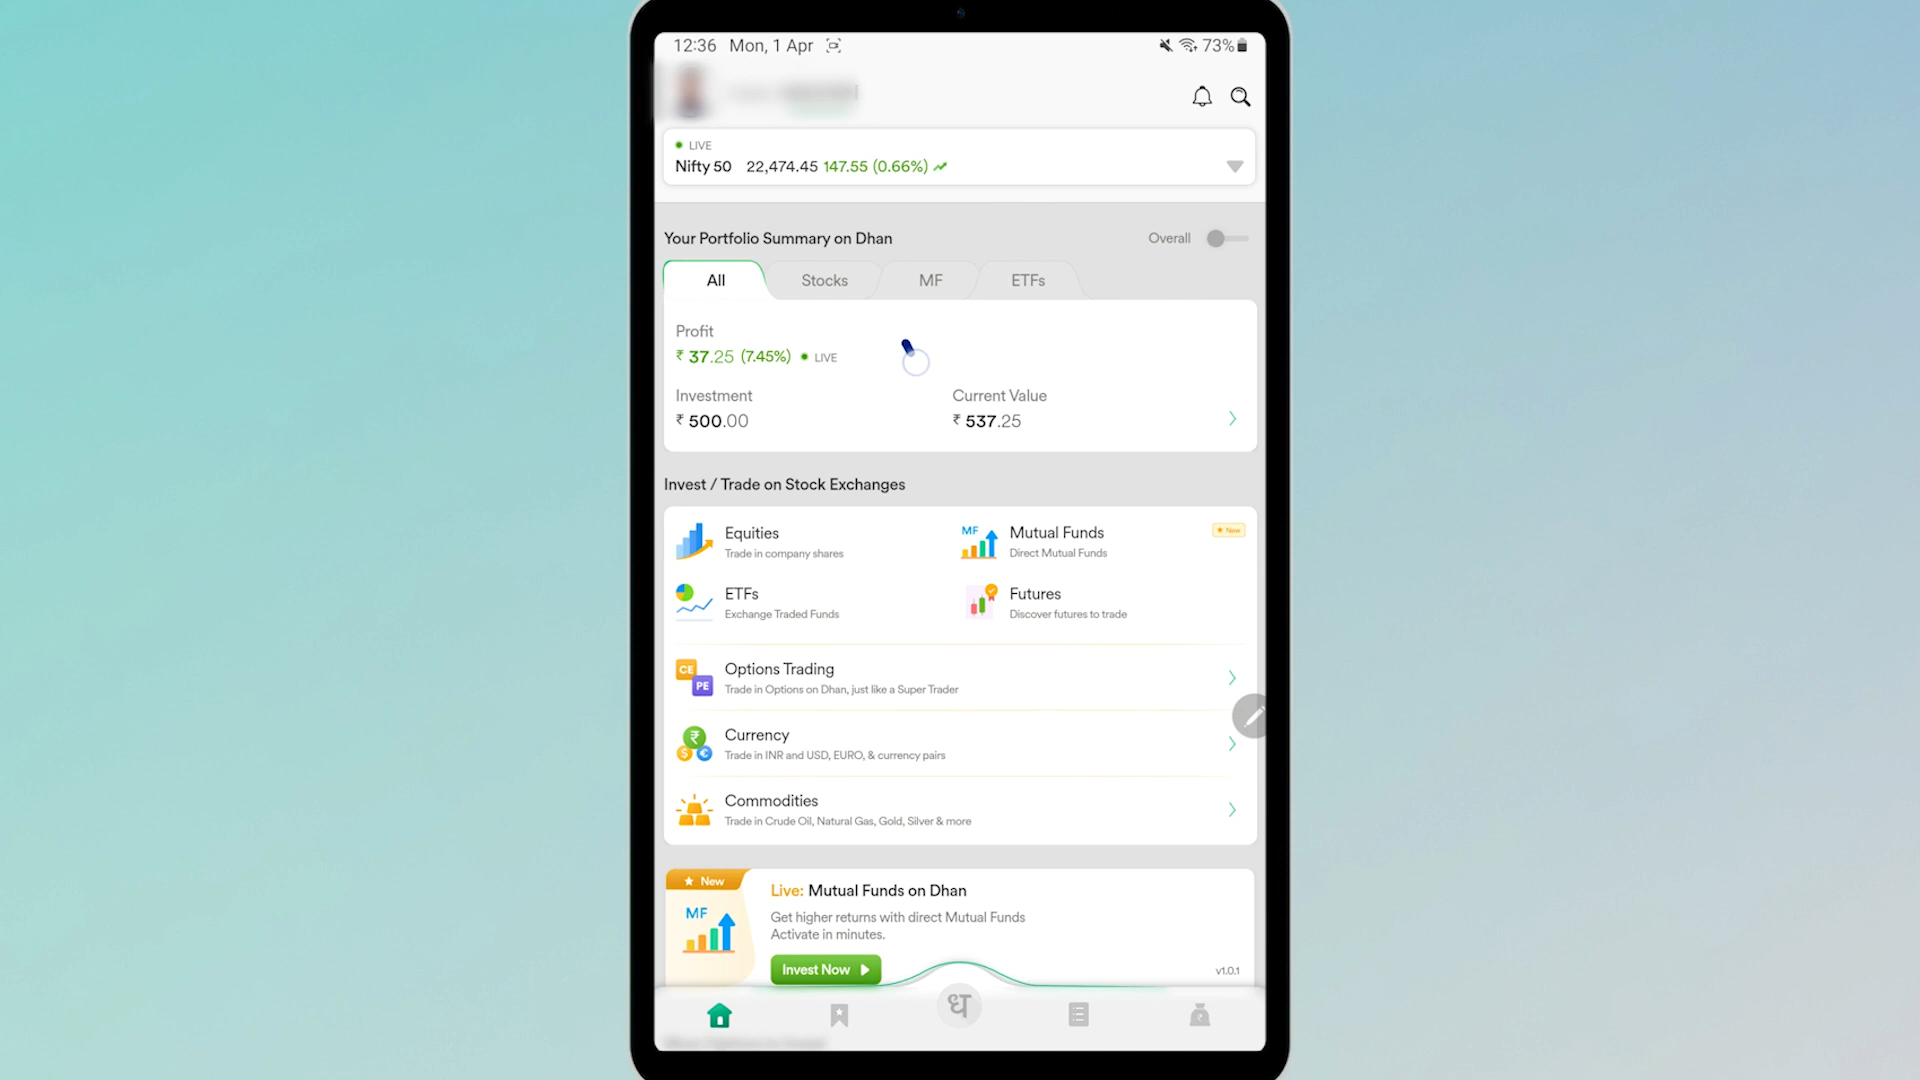 12:36 Mon, 1 Apr 73%
LIVE
Nifty 50 22,474.45 147.55 (0.66%)
Your Portfolio Summary on Dhan Overall
All Stocks MF ETFs
Profit
₹ 37.25 (7.45%) LIVE
Investment Current Value
₹ 500.00 ₹ 537.25
Invest / Trade on Stock Exchanges
Equities
Trade in company shares
MF Mutual Funds New
Direct Mutual Funds
ETFs
Exchange Traded Funds
Futures
Discover futures to trade
CE PE Options Trading
Trade in Options on Dhan, just like a Super Trader
₹ $ € Currency
Trade in INR and USD, EURO, & currency pairs
Commodities
Trade in Crude Oil, Natural Gas, Gold, Silver & more
New
MF
Live: Mutual Funds on Dhan
Get higher returns with direct Mutual Funds
Activate in minutes.
Invest Now
v1.0.1
ध
₹